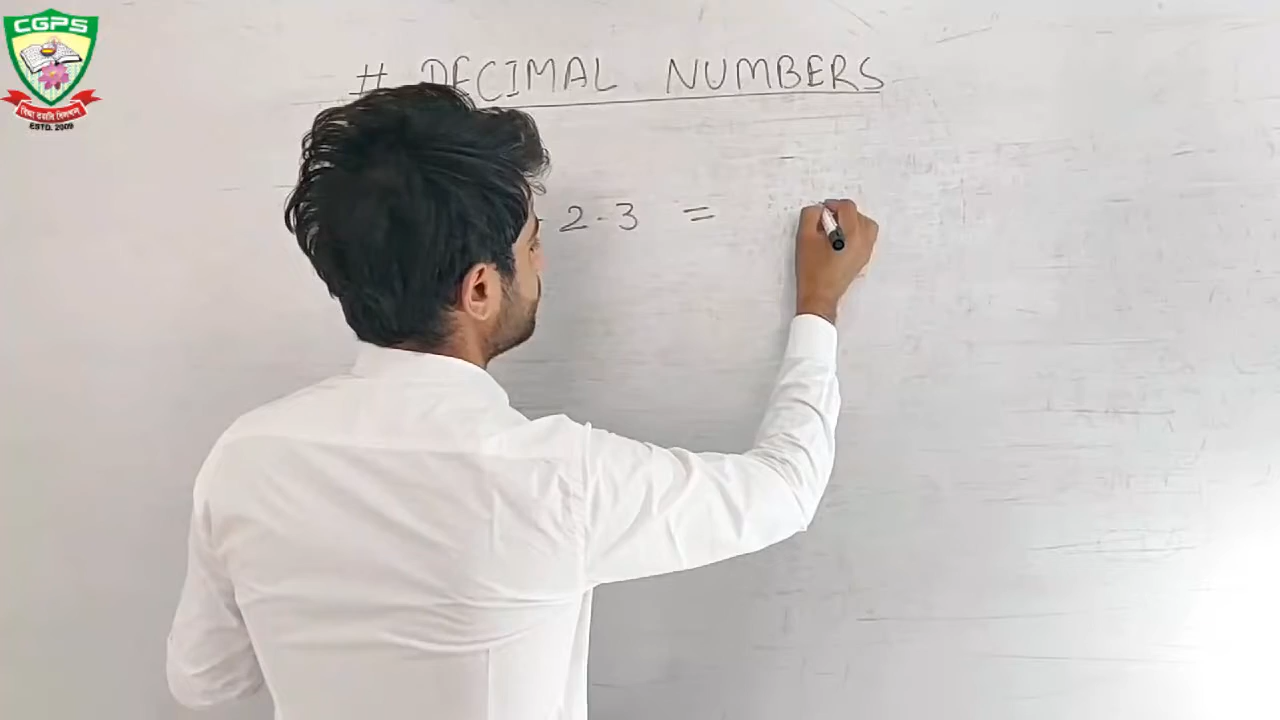 CGPS
ESTD. 2009
# DECIMAL NUMBERS
- 2.3 =